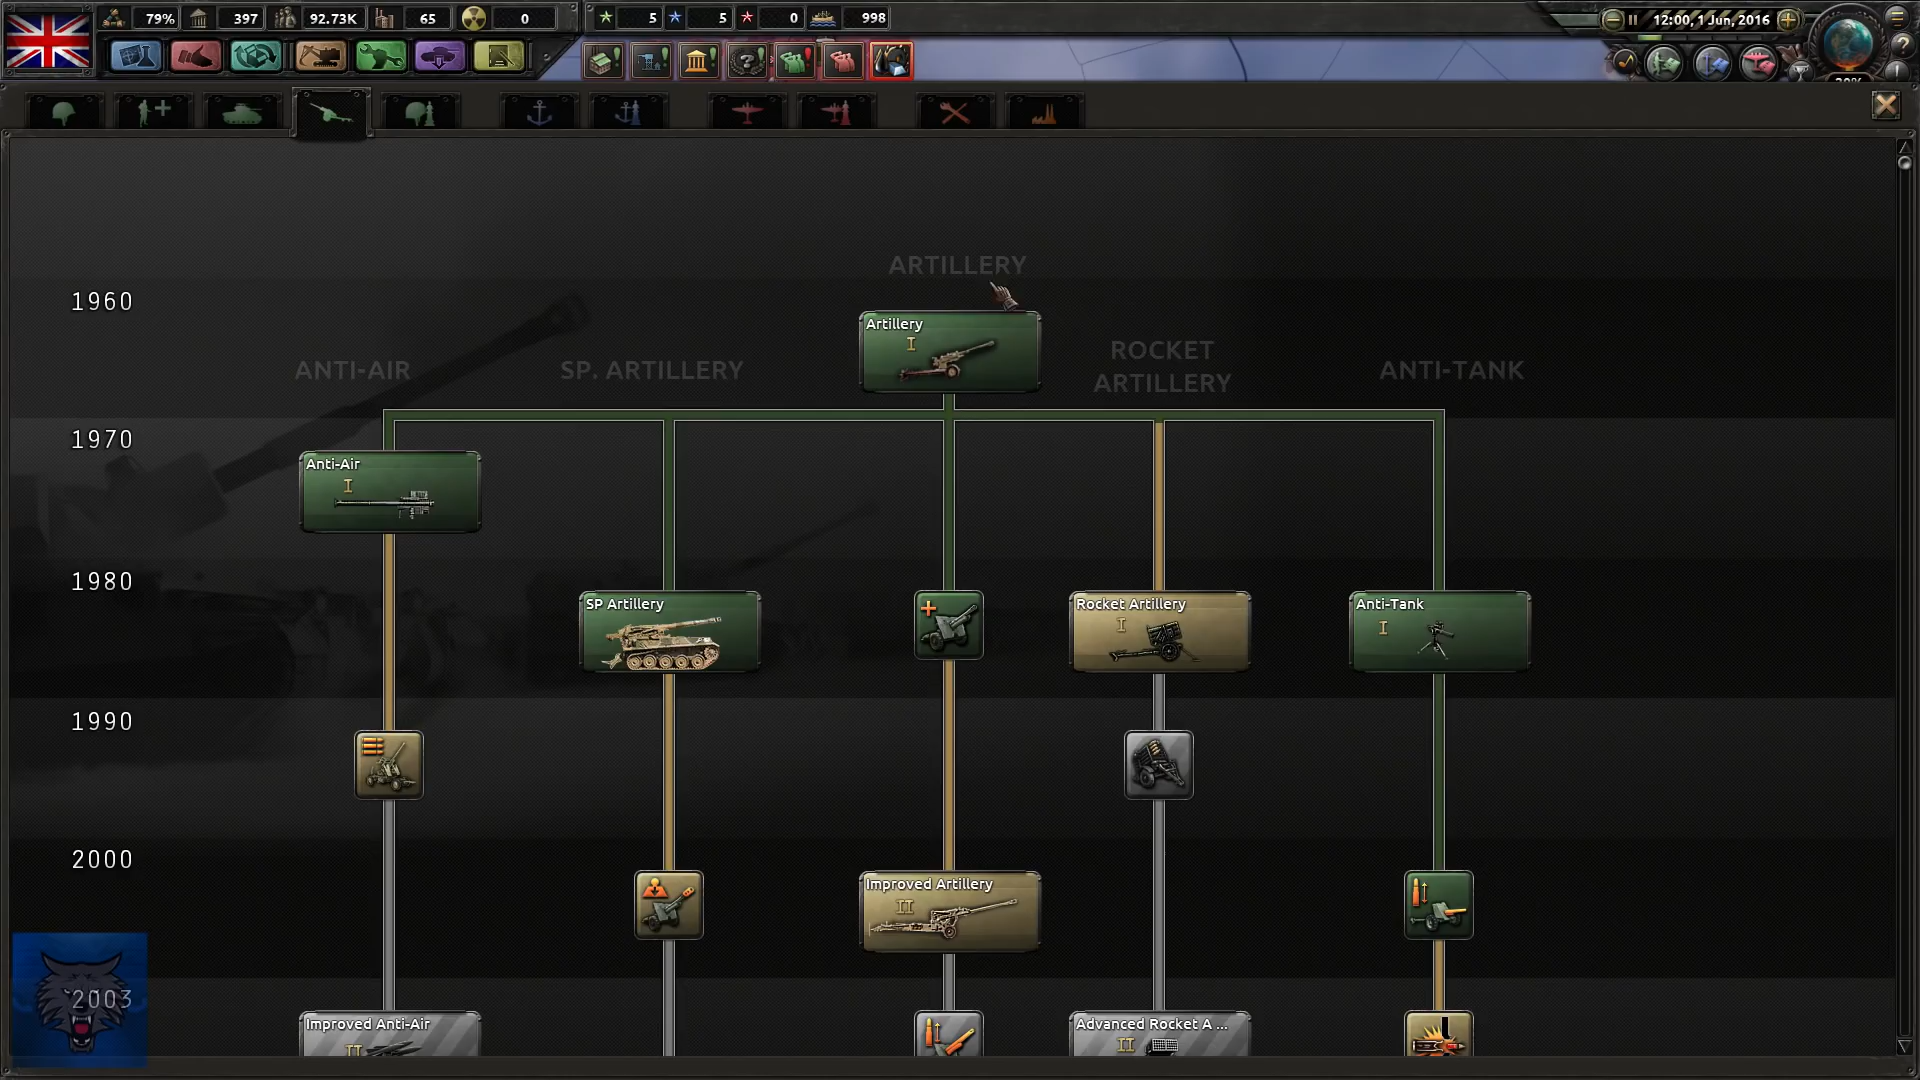 79% 397 92.73K 65 0 5 5 0 998 12:00, 1 Jun, 2016
ARTILLERY
1960
Artillery
I
ANTI-AIR SP. ARTILLERY ROCKET ARTILLERY ANTI-TANK
1970
Anti-Air
I
1980
SP Artillery Rocket Artillery Anti-Tank
I I
1990
2000
Improved Artillery
II
2003
Improved Anti-Air Advanced Rocket A ...
II II